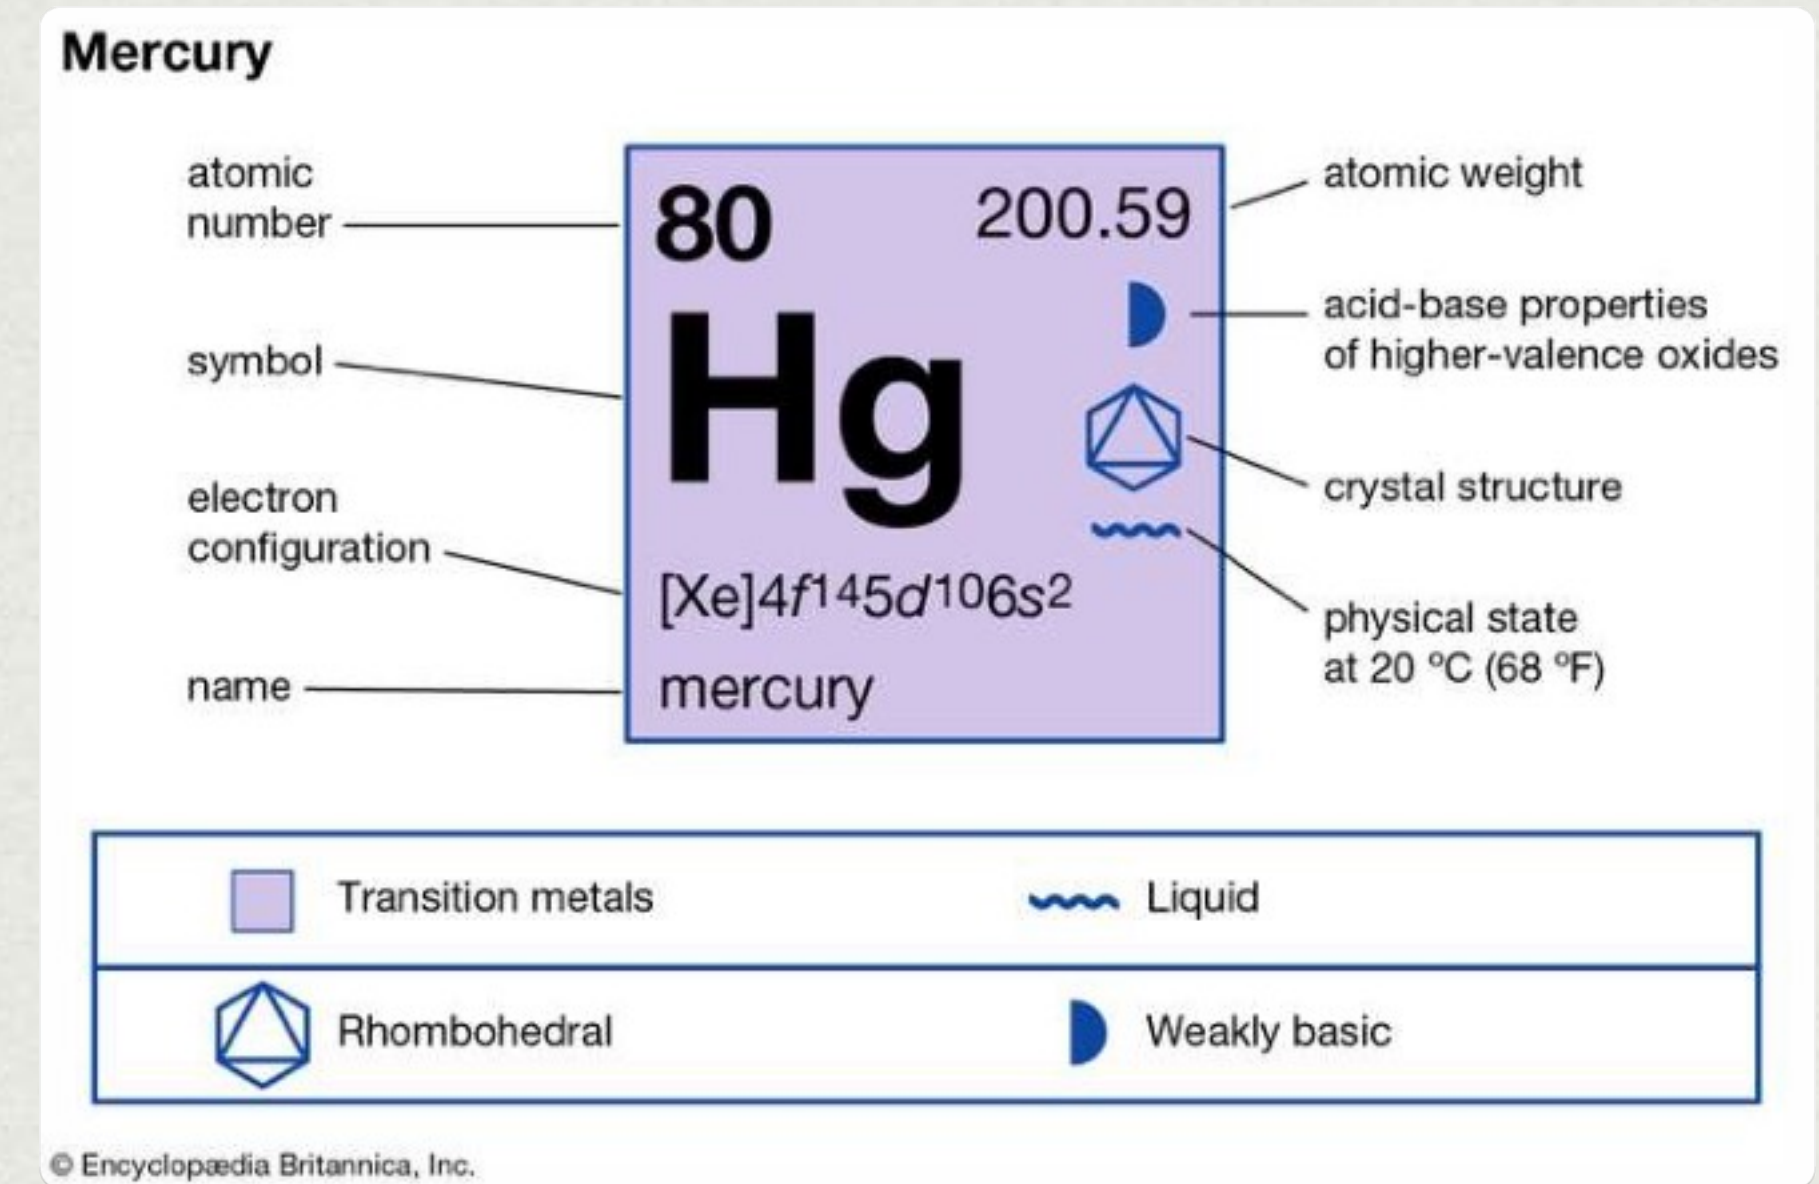 Mercury
atomic
number
symbol
electron
configuration
name
80
200.59
Hg
[Xe]4f¹⁴5d¹⁰6s²
mercury
atomic weight
acid-base properties
of higher-valence oxides
crystal structure
physical state
at 20 ºC (68 ºF)
Transition metals
Liquid
Rhombohedral
Weakly basic
© Encyclopædia Britannica, Inc.